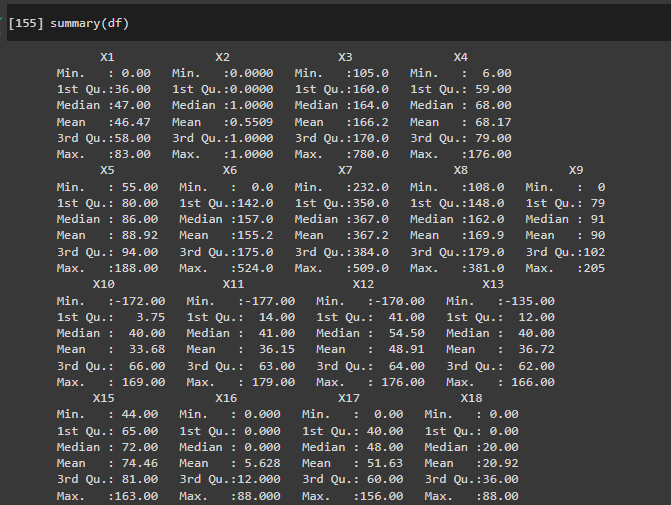 [155] summary(df)
X1 X2 X3 X4
Min. : 0.00 Min. :0.0000 Min. :105.0 Min. : 6.00
1st Qu.:36.00 1st Qu.:0.0000 1st Qu.:160.0 1st Qu.: 59.00
Median :47.00 Median :1.0000 Median :164.0 Median : 68.00
Mean :46.47 Mean :0.5509 Mean :166.2 Mean : 68.17
3rd Qu.:58.00 3rd Qu.:1.0000 3rd Qu.:170.0 3rd Qu.: 79.00
Max. :83.00 Max. :1.0000 Max. :780.0 Max. :176.00
X5 X6 X7 X8 X9
Min. : 55.00 Min. : 0.0 Min. :232.0 Min. :108.0 Min. : 0
1st Qu.: 80.00 1st Qu.:142.0 1st Qu.:350.0 1st Qu.:148.0 1st Qu.: 79
Median : 86.00 Median :157.0 Median :367.0 Median :162.0 Median : 91
Mean : 88.92 Mean :155.2 Mean :367.2 Mean :169.9 Mean : 90
3rd Qu.: 94.00 3rd Qu.:175.0 3rd Qu.:384.0 3rd Qu.:179.0 3rd Qu.:102
Max. :188.00 Max. :524.0 Max. :509.0 Max. :381.0 Max. :205
X10 X11 X12 X13
Min. :-172.00 Min. :-177.00 Min. :-170.00 Min. :-135.00
1st Qu.: 3.75 1st Qu.: 14.00 1st Qu.: 41.00 1st Qu.: 12.00
Median : 40.00 Median : 41.00 Median : 54.50 Median : 40.00
Mean : 33.68 Mean : 36.15 Mean : 48.91 Mean : 36.72
3rd Qu.: 66.00 3rd Qu.: 63.00 3rd Qu.: 64.00 3rd Qu.: 62.00
Max. : 169.00 Max. : 179.00 Max. : 176.00 Max. : 166.00
X15 X16 X17 X18
Min. : 44.00 Min. : 0.000 Min. : 0.00 Min. : 0.00
1st Qu.: 65.00 1st Qu.: 0.000 1st Qu.: 40.00 1st Qu.: 0.00
Median : 72.00 Median : 0.000 Median : 48.00 Median :20.00
Mean : 74.46 Mean : 5.628 Mean : 51.63 Mean :20.92
3rd Qu.: 81.00 3rd Qu.:12.000 3rd Qu.: 60.00 3rd Qu.:36.00
Max. :163.00 Max. :88.000 Max. :156.00 Max. :88.00